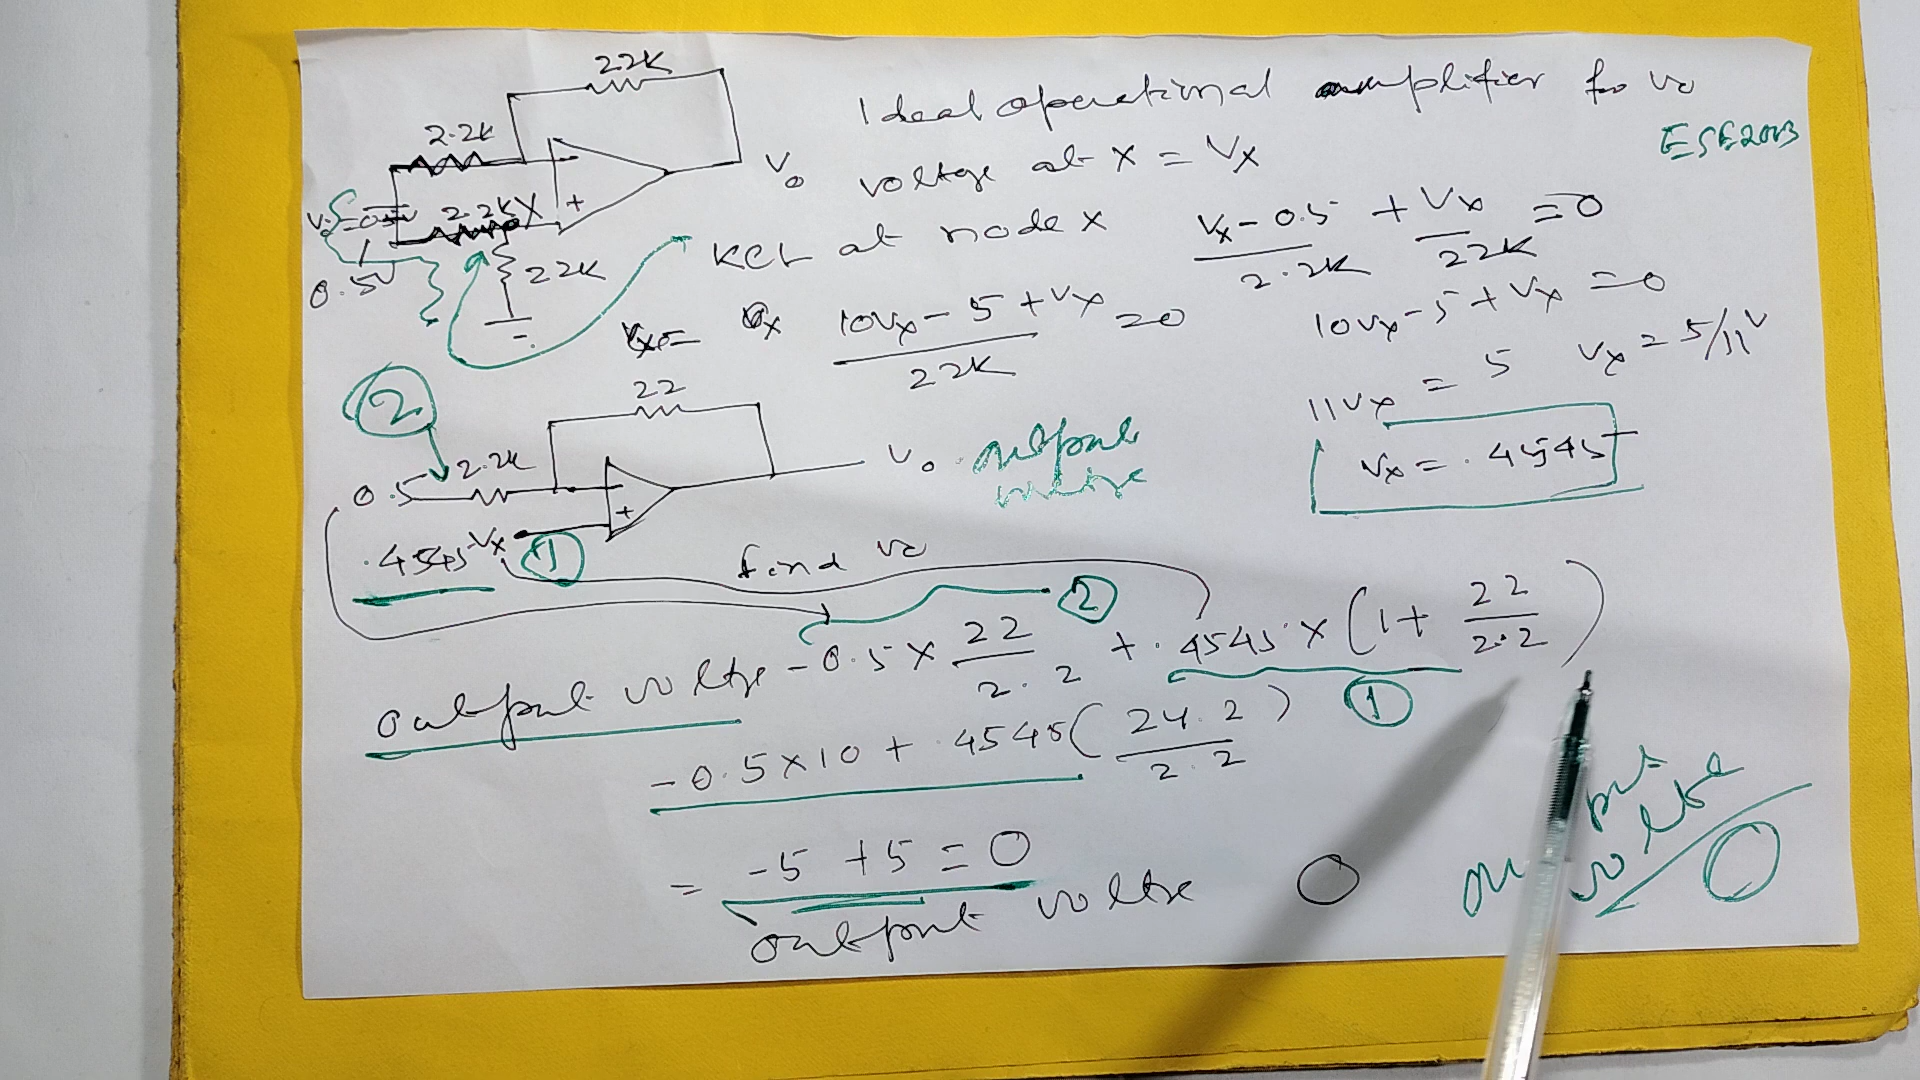 22K
Ideal operational amplifier for vo
ESE2013
2.2K
Vo
voltage at X = Vx
2.2K X
+
22K
0.5V
KCL at node X
Vx - 0.5 / 2.2K + Vx / 22K = 0
10Vx - 5 + Vx / 22K = 0
10Vx - 5 + Vx = 0
11Vx = 5 Vx = 5/11 V
Vx = .4545
2
22
2.2K
0.5
+
Vo output voltage
.4545 Vx 1
find vo
output voltge - 0.5 x 22/2.2 + .4545 x (1 + 22/2.2)
2
1
- 0.5 x 10 + .4545 (24.2/2.2)
= -5 + 5 = 0
output voltge 0
0